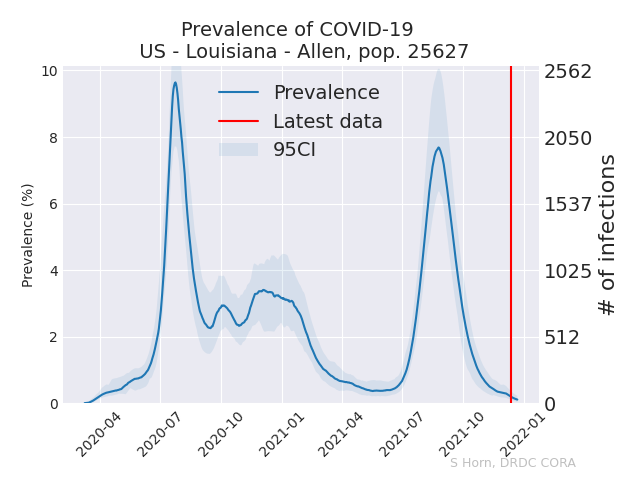 Prevalence of COVID-19
US - Louisiana - Allen, pop. 25627
Prevalence
Latest data
95CI
Prevalence (%)
10
8
6
4
2
0
# of infections
2562
2050
1537
1025
512
0
2020-04
2020-07
2020-10
2021-01
2021-04
2021-07
2021-10
2022-01
S Horn, DRDC CORA